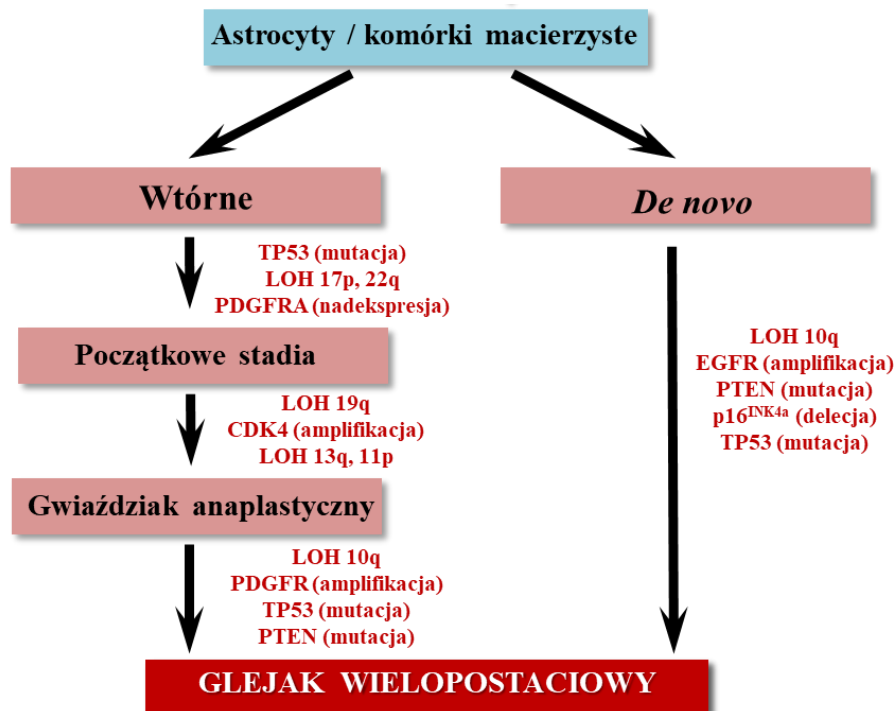 Astrocyty / komórki macierzyste
Wtórne
De novo
TP53 (mutacja)
LOH 17p, 22q
PDGFRA (nadekspresja)
Początkowe stadia
LOH 19q
CDK4 (amplifikacja)
LOH 13q, 11p
Gwiaździak anaplastyczny
LOH 10q
PDGFR (amplifikacja)
TP53 (mutacja)
PTEN (mutacja)
LOH 10q
EGFR (amplifikacja)
PTEN (mutacja)
p16INK4a (delecja)
TP53 (mutacja)
GLEJAK WIELOPOSTACIOWY